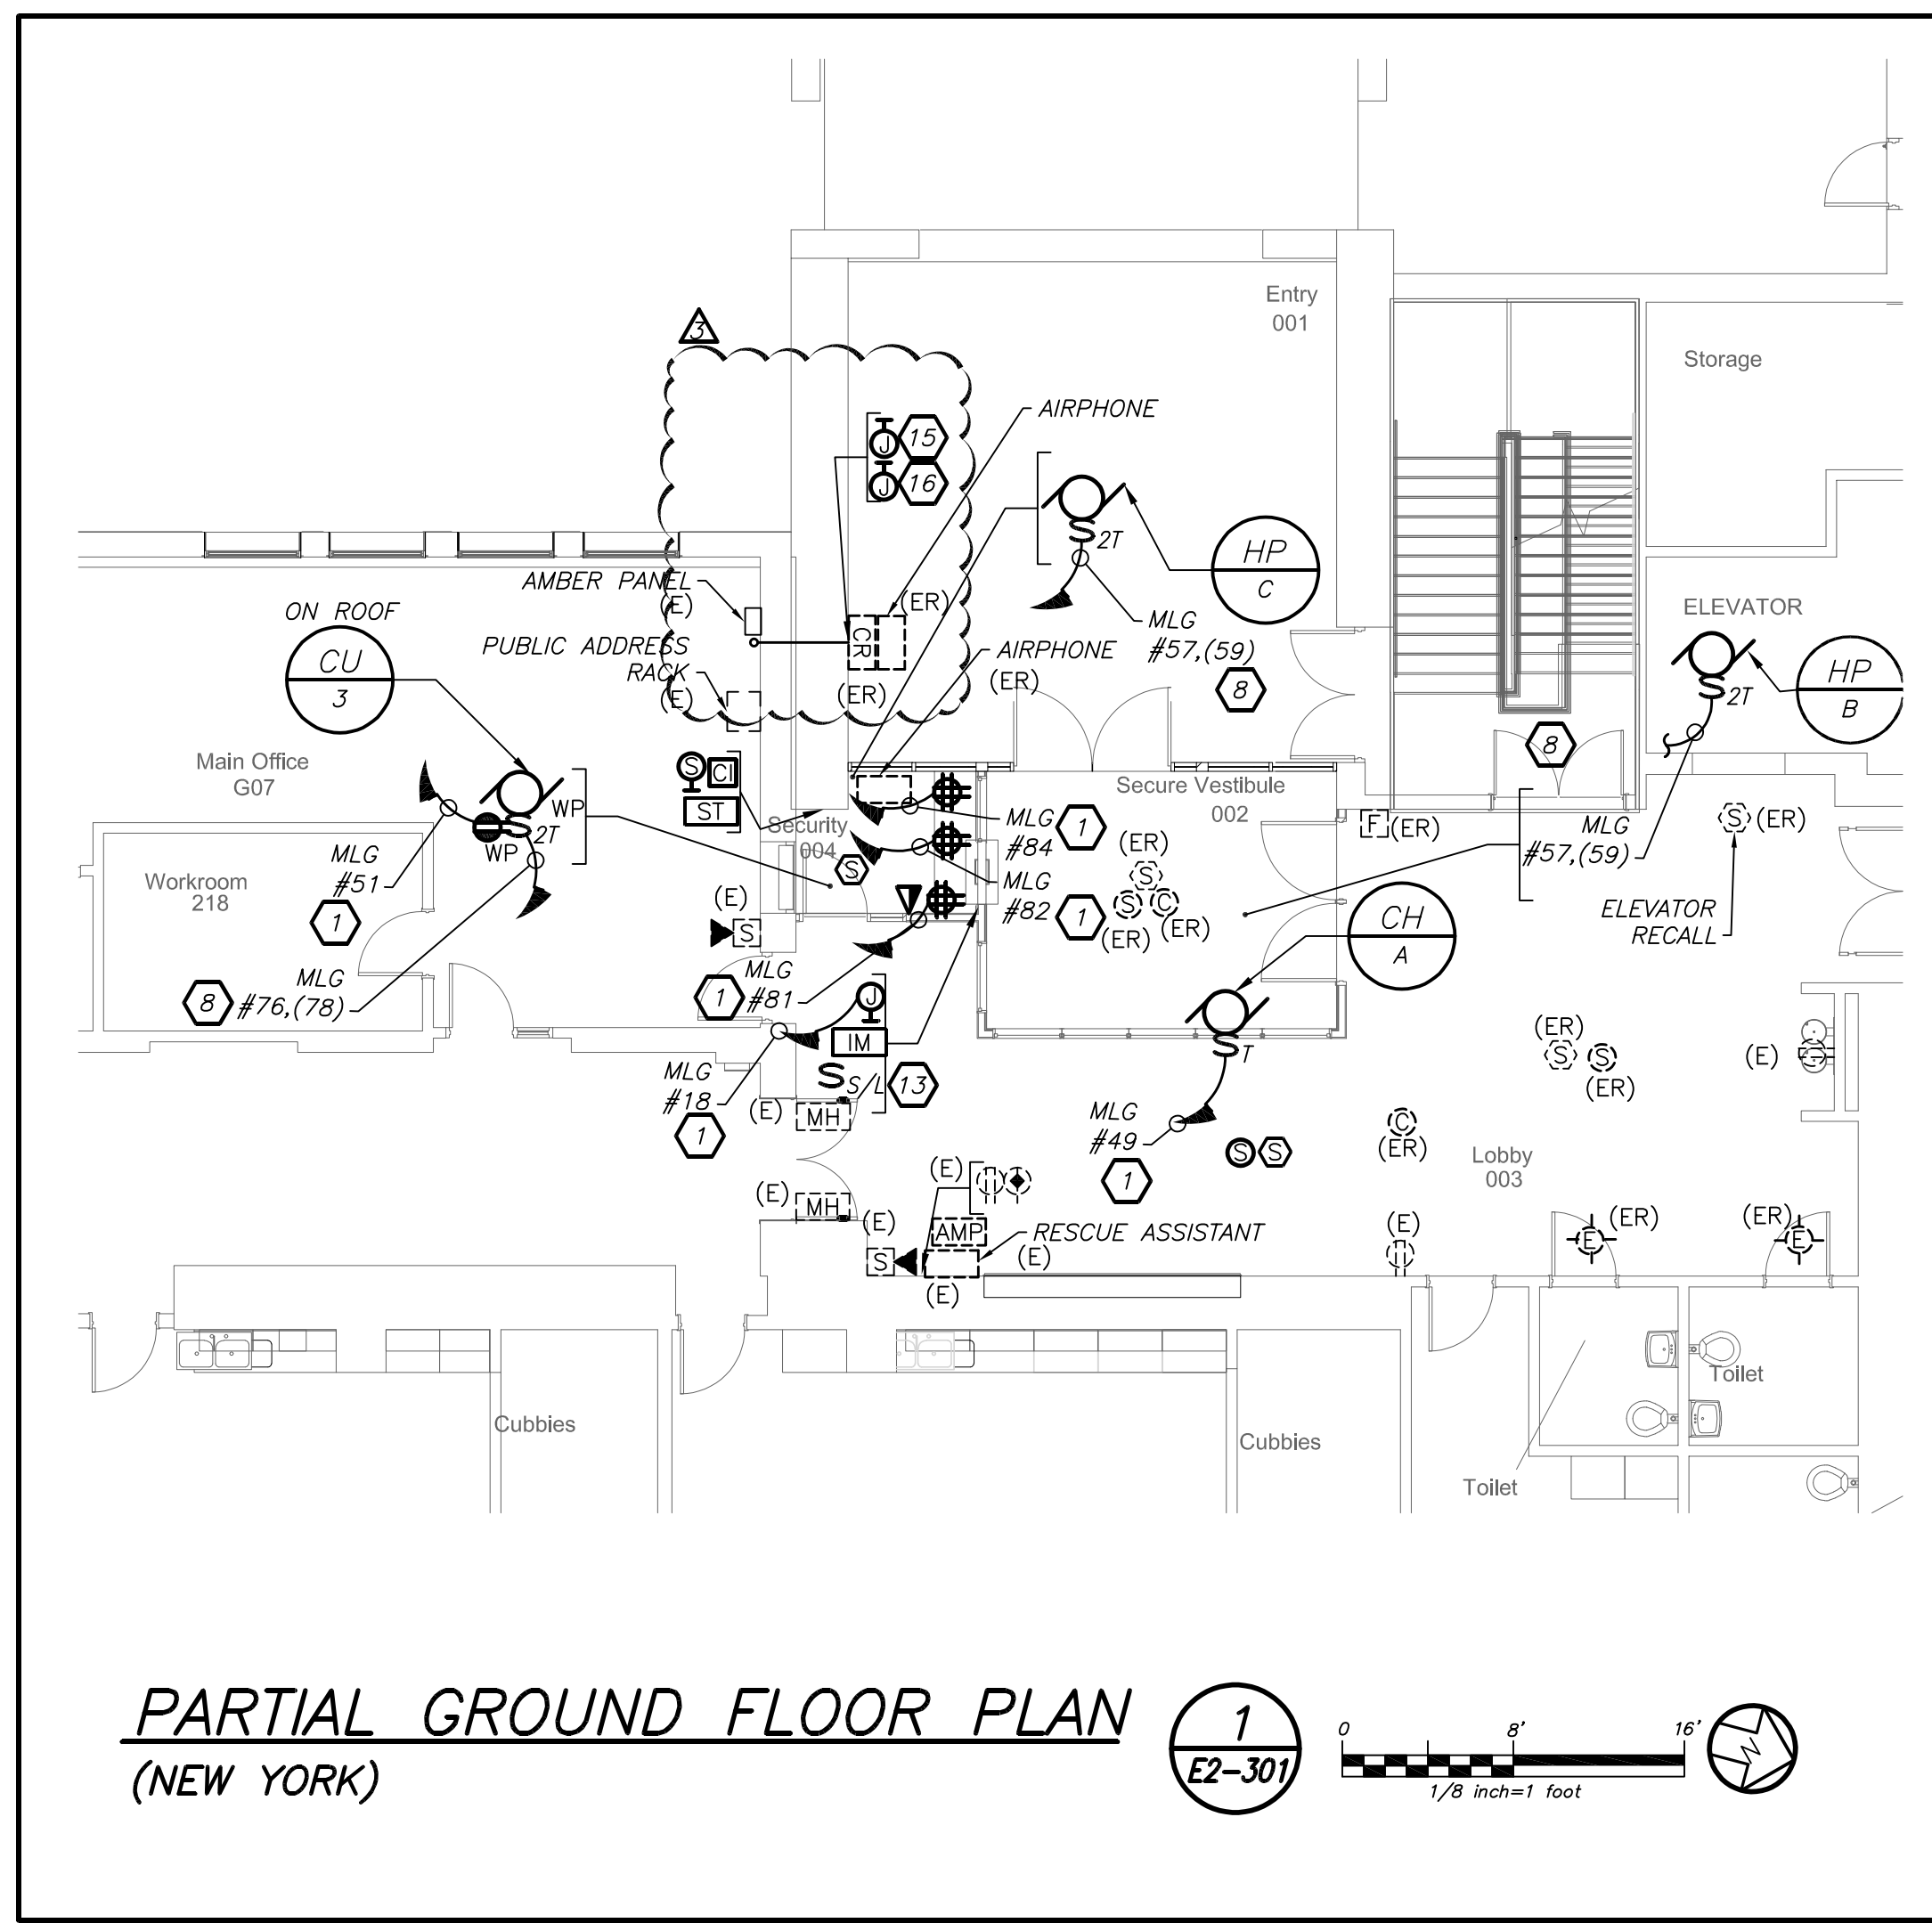 Entry
001
3
Storage
AIRPHONE
J 15
J 16
2T
HP
C
AMBER PANEL
(E)
(ER)
CR
MLG
#57,(59)
8
ELEVATOR
ON ROOF
CU
3
PUBLIC ADDRESS
RACK
(E)
(ER)
AIRPHONE
(ER)
2T
HP
B
8
Main Office
G07
S CI
ST
WP
WP
2T
Secure Vestibule
002
Security
004
S
MLG
#84
1
MLG
#82
1
(ER)
S
S C
(ER) (ER)
F (ER)
MLG
#57,(59)
S (ER)
ELEVATOR
RECALL
MLG
#51
1
Workroom
218
(E)
S
CH
A
MLG
#76,(78)
8
MLG
#81
1
J
IM
S/L
13
T
(ER)
S S
(ER)
(E)
MLG
#18
1
(E)
MH
MLG
#49
1
S S
C
(ER)
Lobby
003
(E)
MH
(E)
(E)
S
AMP
RESCUE ASSISTANT
(E)
(E)
(E)
(ER)
E
(ER)
E
Toilet
Cubbies
Cubbies
Toilet
PARTIAL GROUND FLOOR PLAN
(NEW YORK)
1
E2-301
0 8' 16'
1/8 inch=1 foot
N